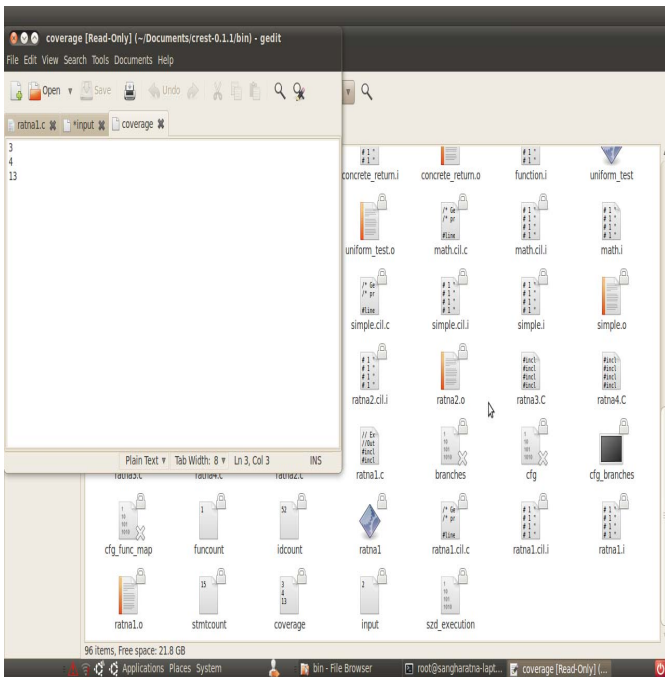 coverage [Read-Only] (~/Documents/crest-0.1.1/bin) - gedit
File Edit View Search Tools Documents Help
Open Save Undo
ratna1.c *input coverage
3
4
13
Plain Text Tab Width: 8 Ln 3, Col 3 INS
concrete_return.i concrete_return.o function.i uniform_test
uniform_test.o math.cil.c math.cil.i math.i
simple.cil.c simple.cil.i simple.i simple.o
ratna2.cil.i ratna2.o ratna3.C ratna4.C
ratna3.c ratna4.c ratna2.c ratna1.c branches cfg cfg_branches
cfg_func_map funcount idcount ratna1 ratna1.cil.c ratna1.cil.i ratna1.i
ratna1.o stmtcount coverage input szd_execution
96 items, Free space: 21.8 GB
Applications Places System bin - File Browser root@sangharatna-lapt... coverage [Read-Only] (...